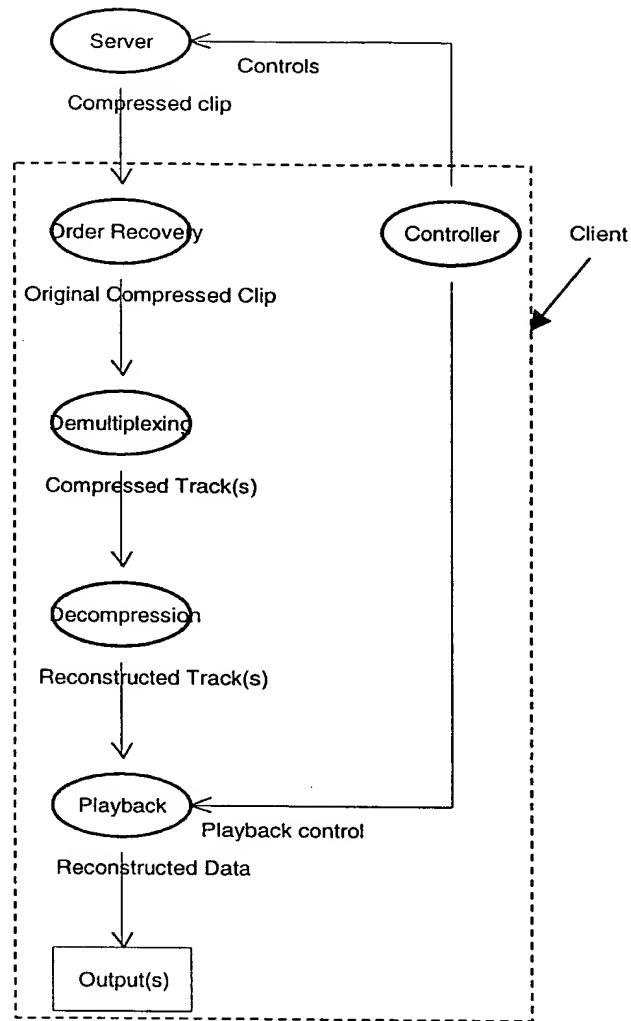 Server
Controls
Compressed clip
Order Recovery
Controller
Client
Original Compressed Clip
Demultiplexing
Compressed Track(s)
Decompression
Reconstructed Track(s)
Playback
Playback control
Reconstructed Data
Output(s)